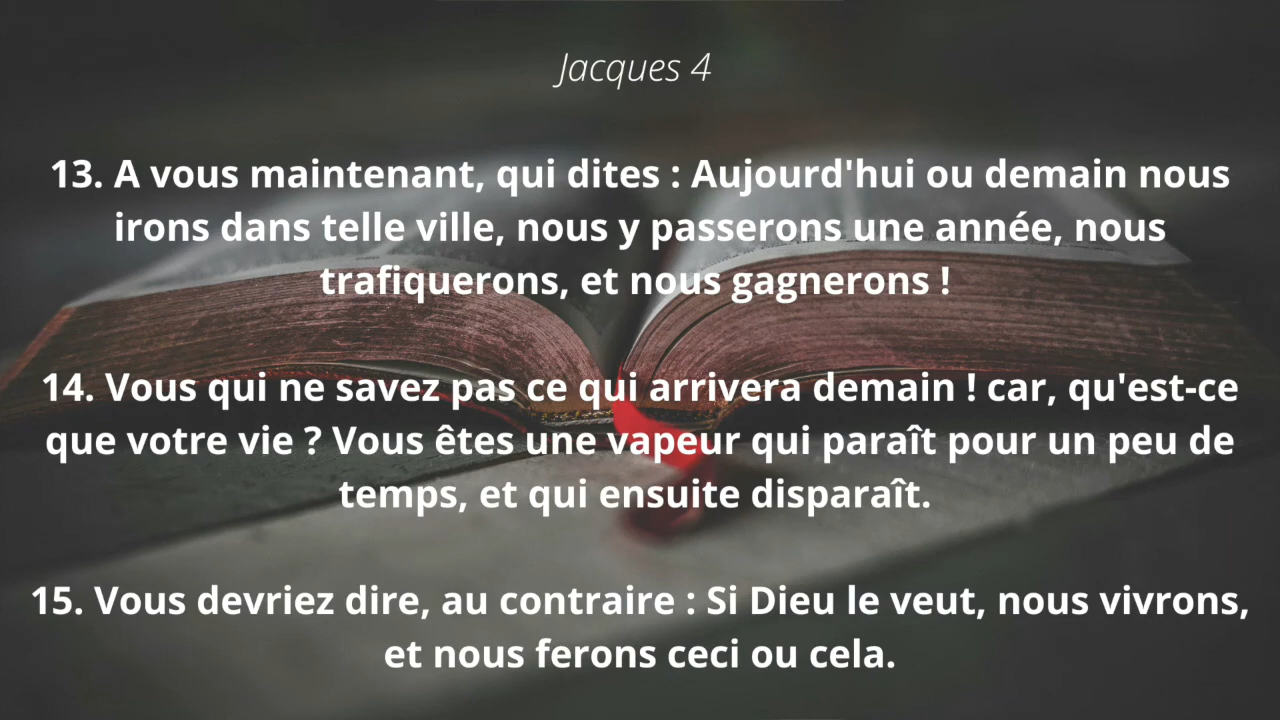 Jacques 4
13. A vous maintenant, qui dites : Aujourd'hui ou demain nous
irons dans telle ville, nous y passerons une année, nous
trafiquerons, et nous gagnerons !
14. Vous qui ne savez pas ce qui arrivera demain ! car, qu'est-ce
que votre vie ? Vous êtes une vapeur qui paraît pour un peu de
temps, et qui ensuite disparaît.
15. Vous devriez dire, au contraire : Si Dieu le veut, nous vivrons,
et nous ferons ceci ou cela.